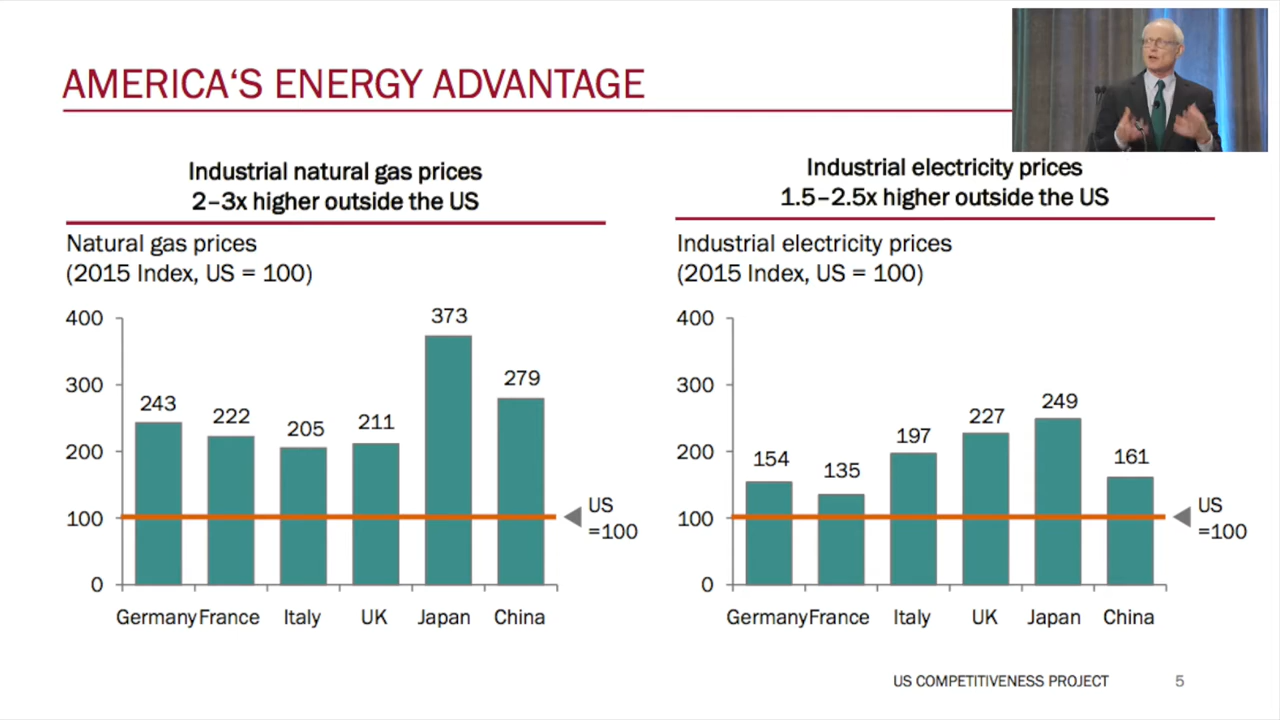 AMERICA‘S ENERGY ADVANTAGE
Industrial natural gas prices
2–3x higher outside the US
Natural gas prices
(2015 Index, US = 100)
400
300
200
100
0
243
222
205
211
373
279
US
=100
Germany
France
Italy
UK
Japan
China
Industrial electricity prices
1.5–2.5x higher outside the US
Industrial electricity prices
(2015 Index, US = 100)
400
300
200
100
0
154
135
197
227
249
161
US
=100
Germany
France
Italy
UK
Japan
China
US COMPETITIVENESS PROJECT
5